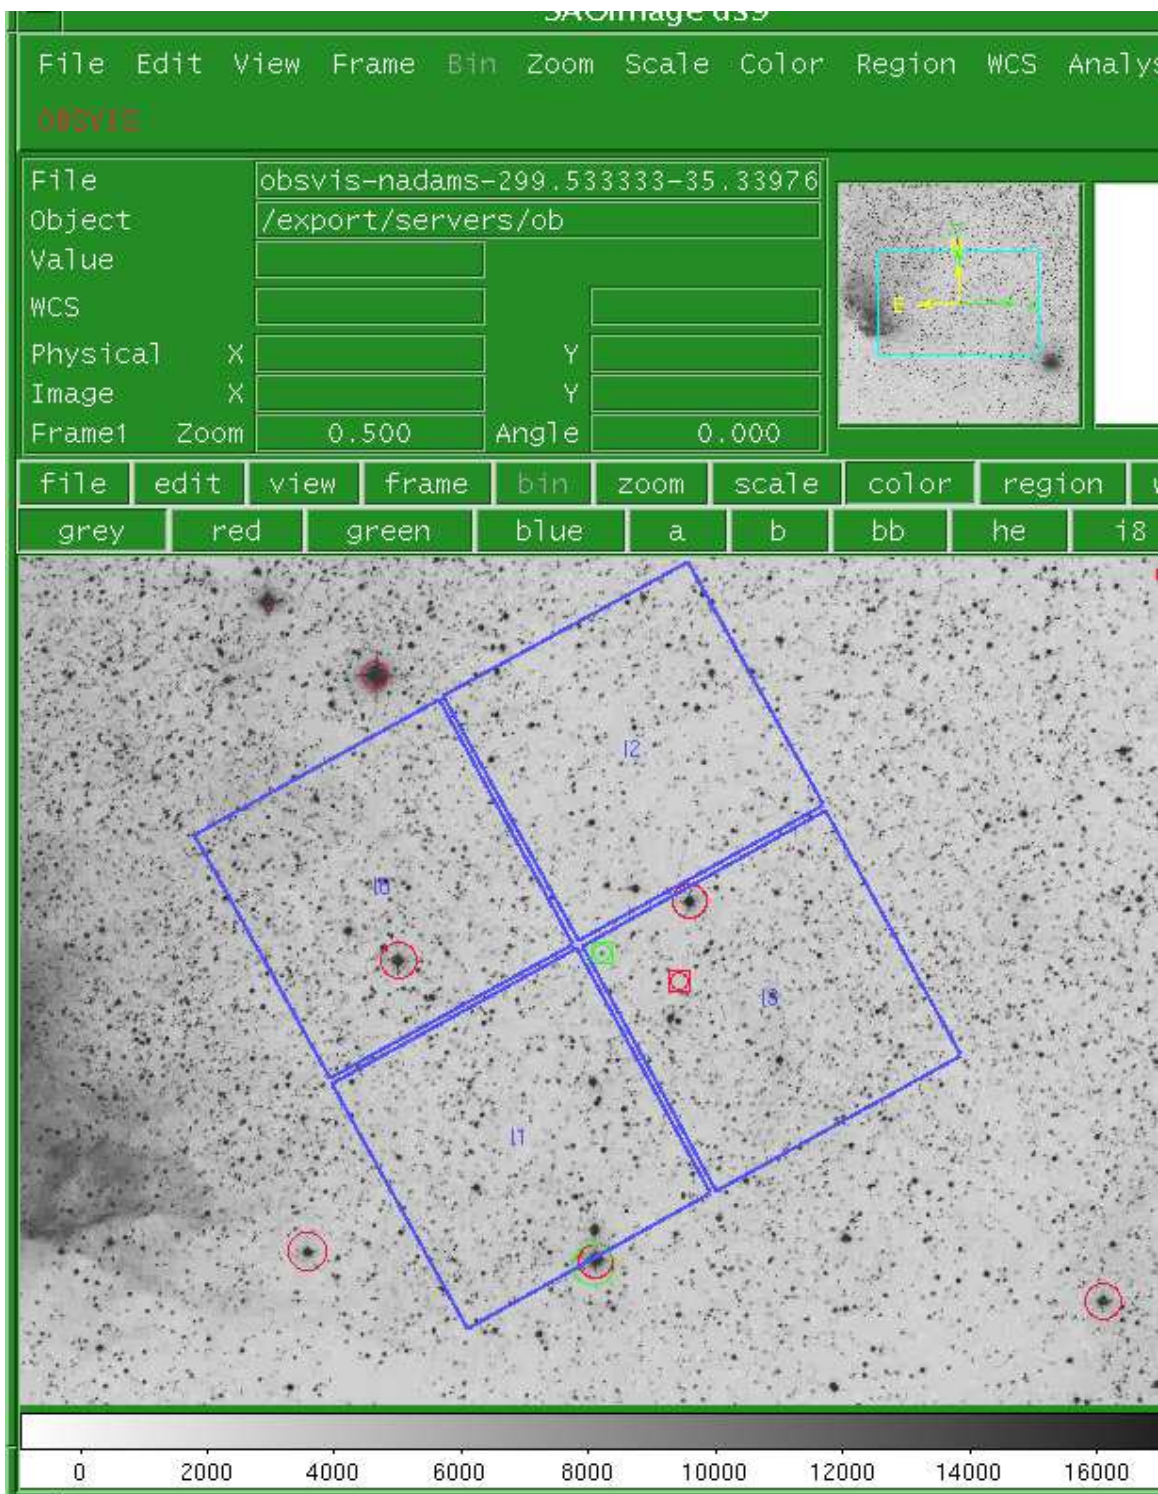 SAOImage ds9
File Edit View Frame Bin Zoom Scale Color Region WCS Analys
OBSVIS
File obsvis-nadams-299.533333-35.33976
Object /export/servers/ob
Value
WCS
Physical X Y
Image X Y
Frame1 Zoom 0.500 Angle 0.000
E
file edit view frame bin zoom scale color region
grey red green blue a b bb he i8
I2
I0
I3
I1
0 2000 4000 6000 8000 10000 12000 14000 16000